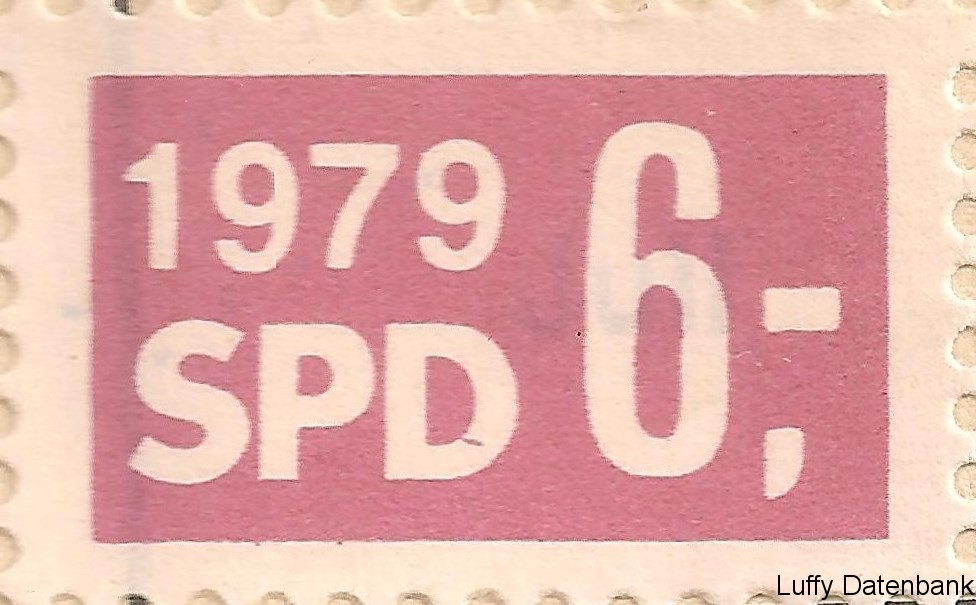 1979
SPD
6,-
Luffy Datenbank